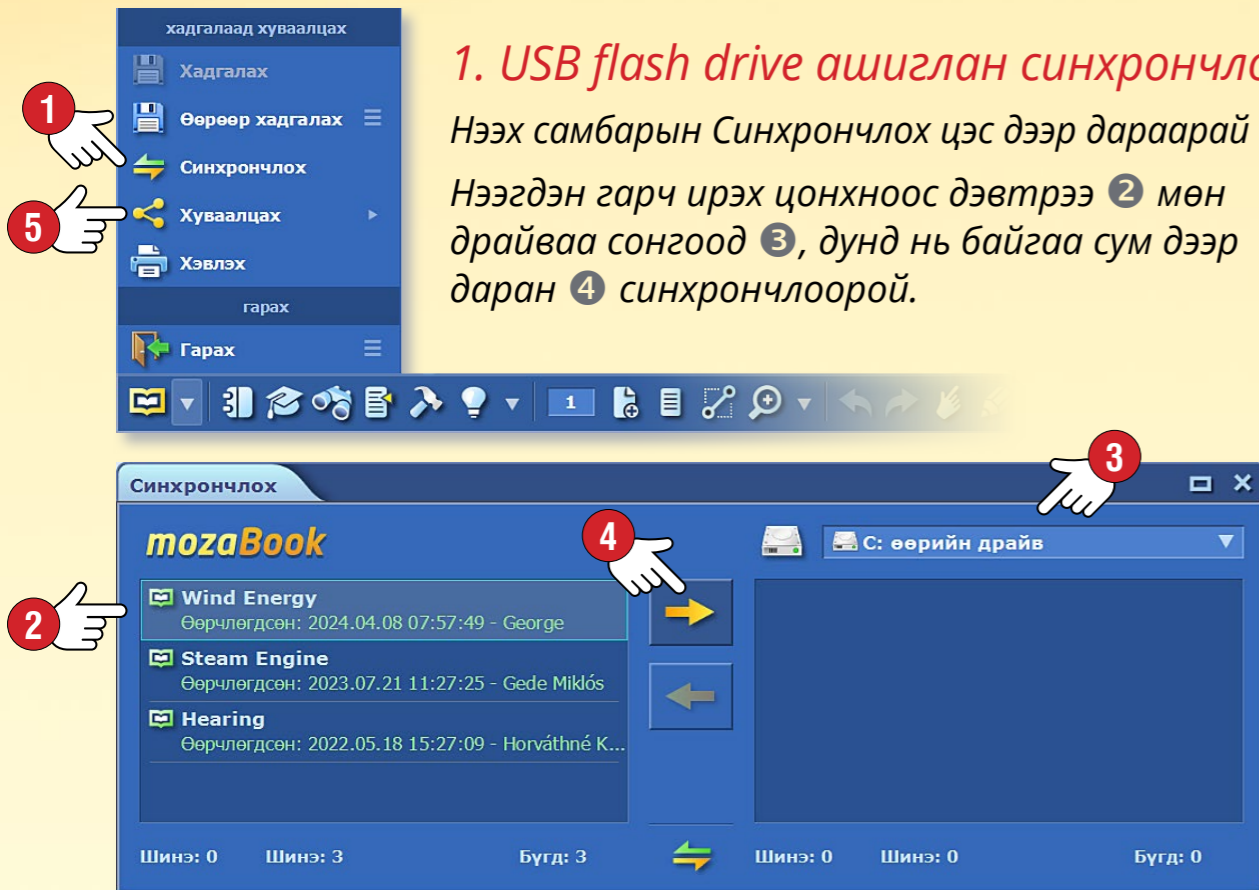 хадгалаад хуваалцах
Хадгалах
Өөрөөр хадгалах
Синхрончлох
Хуваалцах
Хэвлэх
гарах
Гарах
1
5
1. USB flash drive ашиглан синхрончло
Нээх самбарын Синхрончлох цэс дээр дараарай
Нээгдэн гарч ирэх цонхноос дэвтрээ 2 мөн
драйваа сонгоод 3, дунд нь байгаа сум дээр
даран 4 синхрончлоорой.
1
Синхрончлох
3
mozaBook
4
C: өөрийн драйв
2
Wind Energy
Өөрчлөгдсөн: 2024.04.08 07:57:49 - George
Steam Engine
Өөрчлөгдсөн: 2023.07.21 11:27:25 - Gede Miklós
Hearing
Өөрчлөгдсөн: 2022.05.18 15:27:09 - Horváthné K...
Шинэ: 0 Шинэ: 3 Бүгд: 3
Шинэ: 0 Шинэ: 0 Бүгд: 0